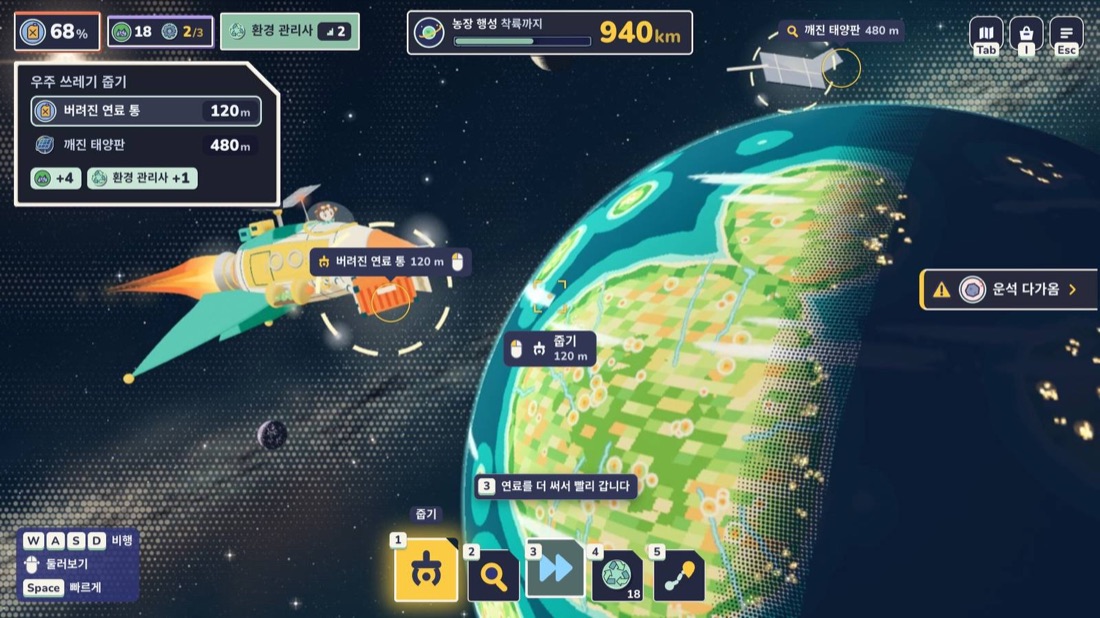 68%
18
2/3
환경 관리사
2
농장 행성 착륙까지
940km
깨진 태양판 480 m
Tab
I
Esc
우주 쓰레기 줍기
버려진 연료 통
120m
깨진 태양판
480m
+4
환경 관리사 +1
버려진 연료 통 120 m
운석 다가옴
줍기
120 m
3 연료를 더 써서 빨리 갑니다
줍기
1
2
3
4
18
5
W A S D 비행
둘러보기
Space 빠르게